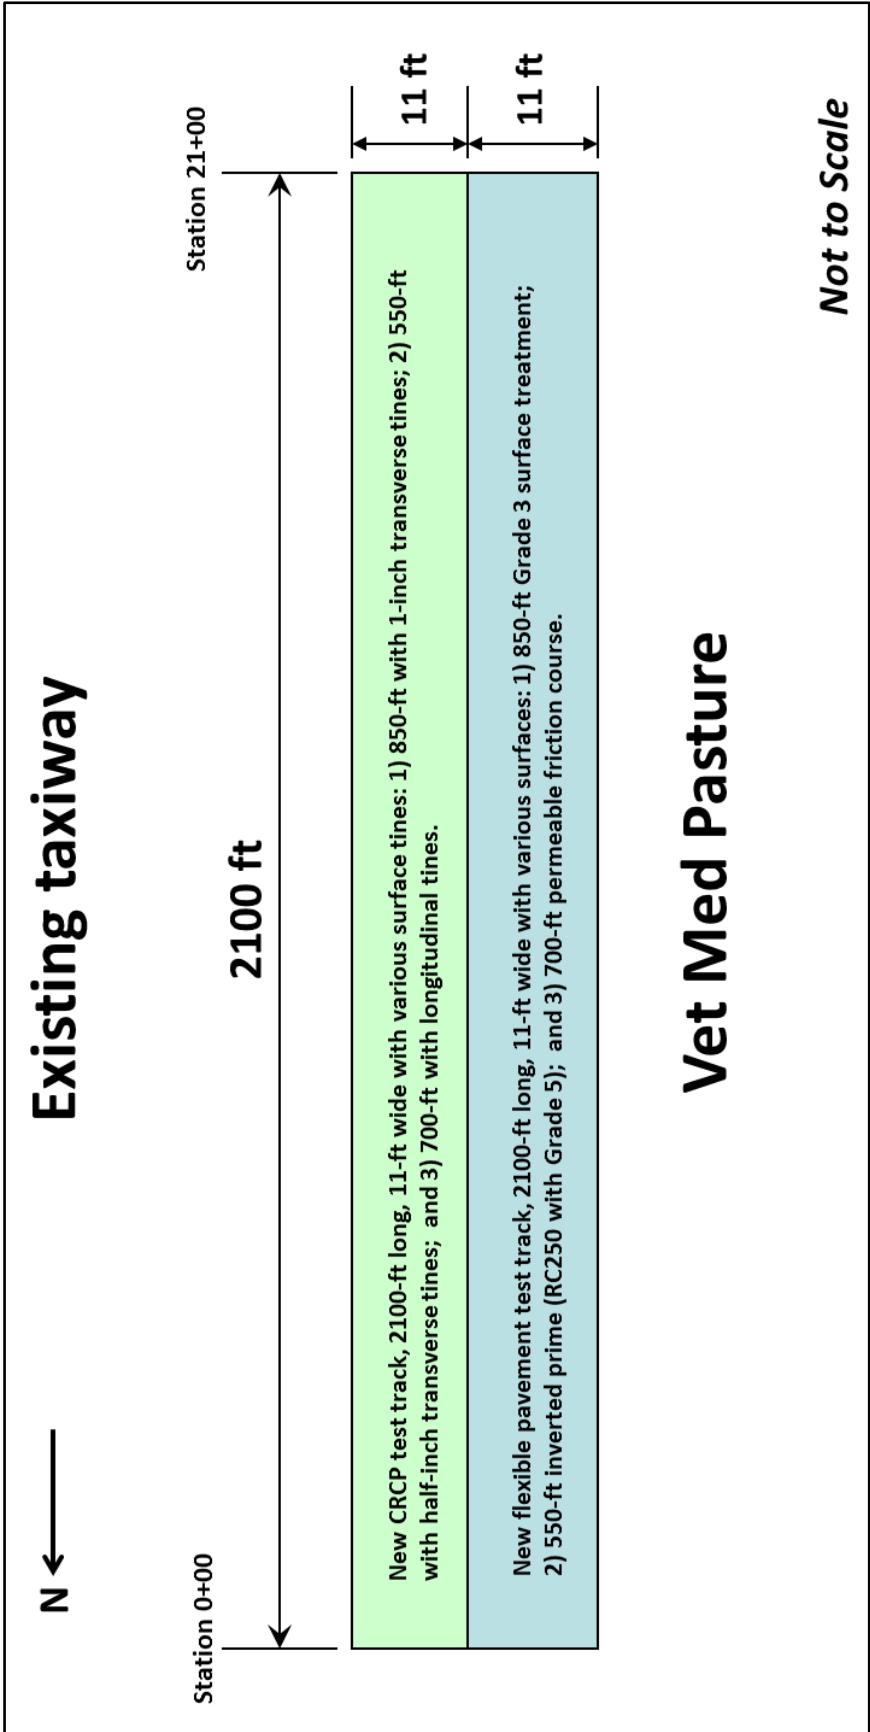 Existing taxiway
N
Station 0+00
Station 21+00
2100 ft
New CRCP test track, 2100-ft long, 11-ft wide with various surface tines: 1) 850-ft with 1-inch transverse tines; 2) 550-ft
with half-inch transverse tines; and 3) 700-ft with longitudinal tines.
11 ft
New flexible pavement test track, 2100-ft long, 11-ft wide with various surfaces: 1) 850-ft Grade 3 surface treatment;
2) 550-ft inverted prime (RC250 with Grade 5); and 3) 700-ft permeable friction course.
11 ft
Vet Med Pasture
Not to Scale